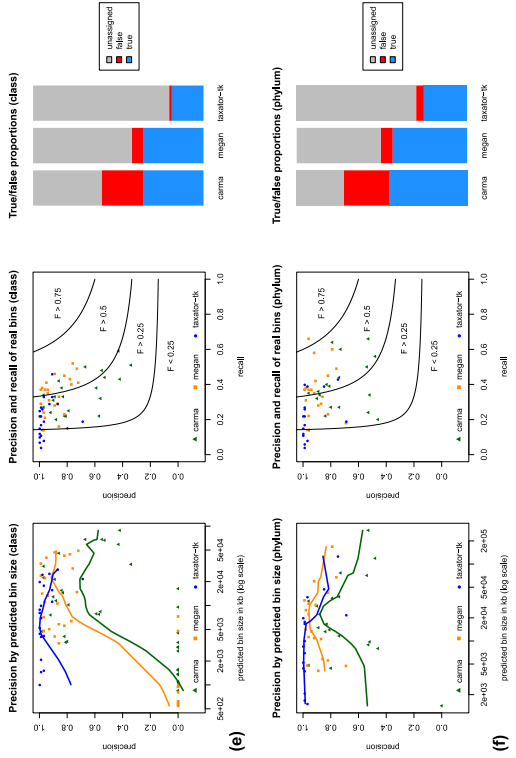 (e)
Precision by predicted bin size (class)
precision
0.0 0.2 0.4 0.6 0.8 1.0
5e+02 2e+03 5e+03 2e+04 5e+04
carma megan taxator−tk
predicted bin size in kb (log scale)
Precision and recall of real bins (class)
precision
0.0 0.2 0.4 0.6 0.8 1.0
F > 0.75
F > 0.5
F > 0.25
F < 0.25
carma megan taxator−tk
0.0 0.2 0.4 0.6 0.8 1.0
recall
True/false proportions (class)
carma megan taxator−tk
unassigned
false
true
(f)
Precision by predicted bin size (phylum)
precision
0.0 0.2 0.4 0.6 0.8 1.0
carma megan taxator−tk
2e+03 5e+03 2e+04 5e+04 2e+05
predicted bin size in kb (log scale)
Precision and recall of real bins (phylum)
precision
0.0 0.2 0.4 0.6 0.8 1.0
F > 0.75
F > 0.5
F > 0.25
F < 0.25
carma megan taxator−tk
0.0 0.2 0.4 0.6 0.8 1.0
recall
True/false proportions (phylum)
carma megan taxator−tk
unassigned
false
true